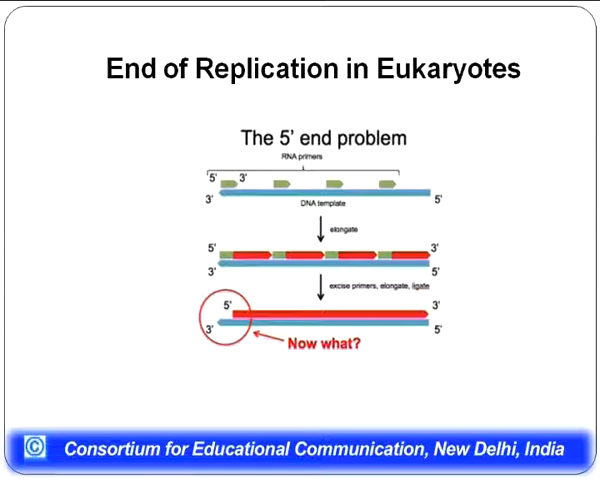 End of Replication in Eukaryotes
The 5' end problem
RNA primers
5' 3'
3' 5'
DNA template
elongate
5' 3'
3' 5'
excise primers, elongate, ligate
5' 3'
3' 5'
Now what?
© Consortium for Educational Communication, New Delhi, India